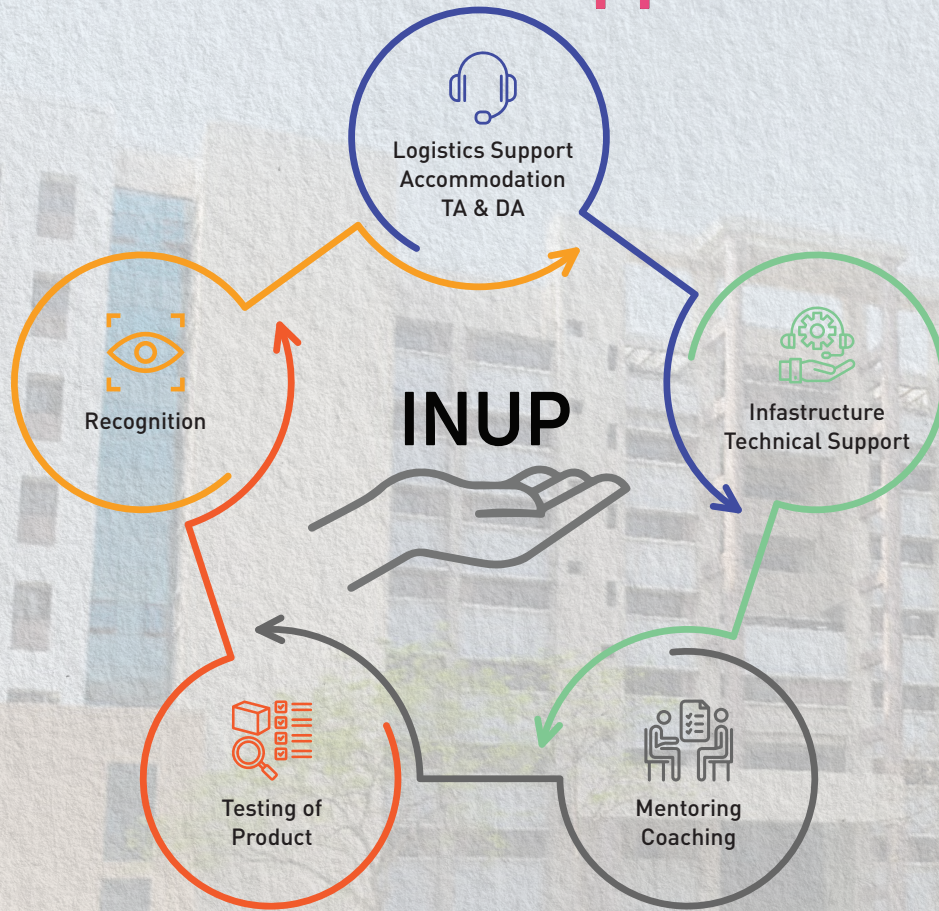 Logistics Support
Accommodation
TA & DA
Infastructure
Technical Support
Mentoring
Coaching
Testing of
Product
Recognition
INUP